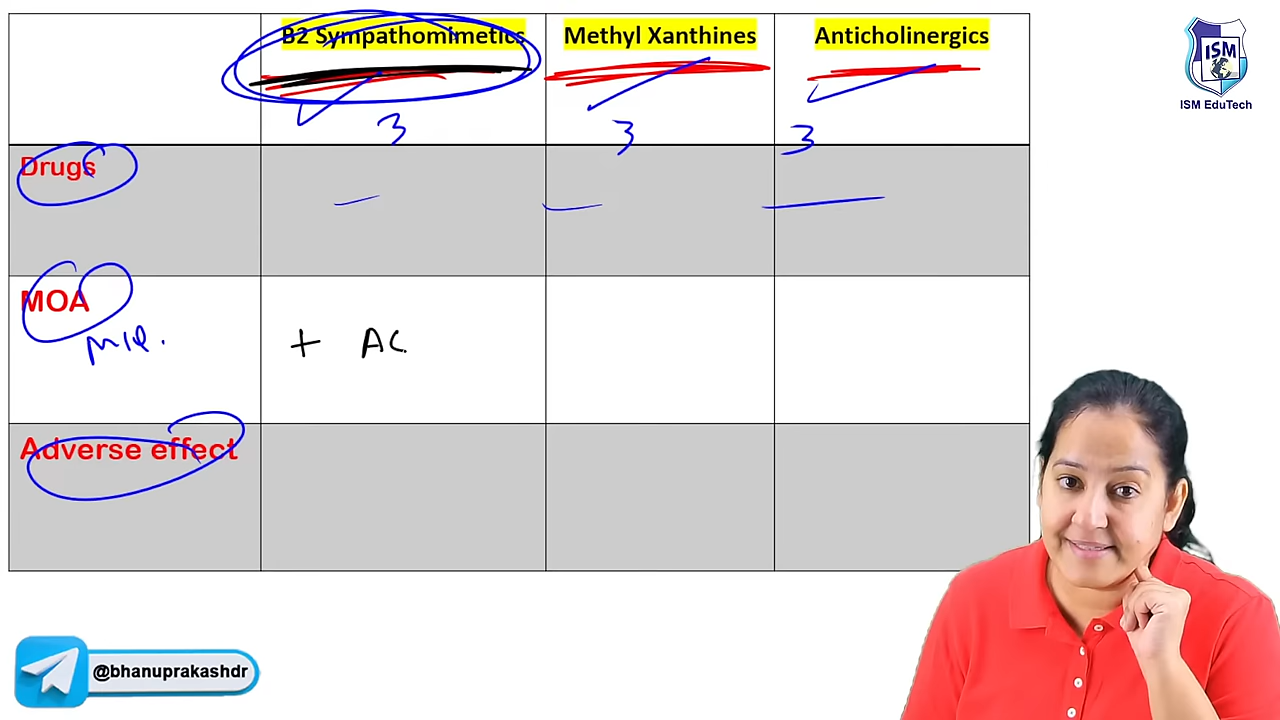 B2 Sympathomimetics Methyl Xanthines Anticholinergics
ISM
ISM EduTech
3 3 3
Drugs
MOA
+ AC
Adverse effect
@bhanuprakashdr